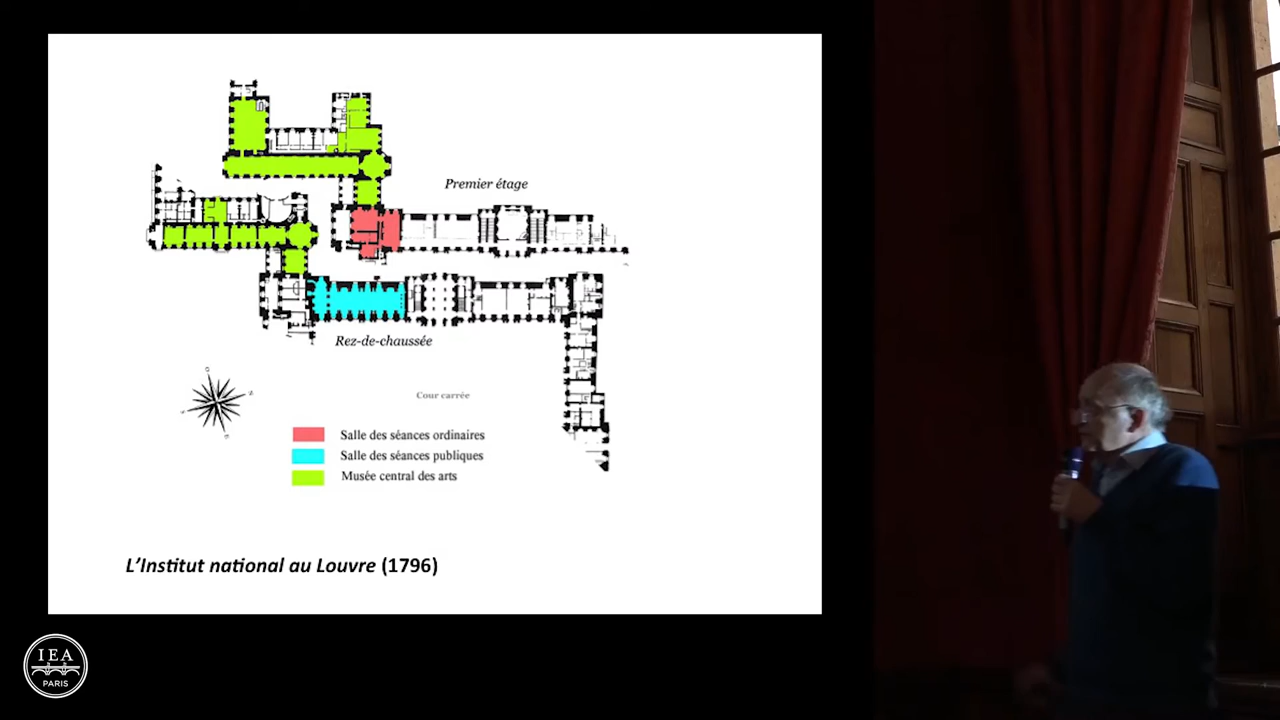 Premier étage
Rez-de-chaussée
Cour carrée
Salle des séances ordinaires
Salle des séances publiques
Musée central des arts
L'Institut national au Louvre (1796)
IEA
PARIS